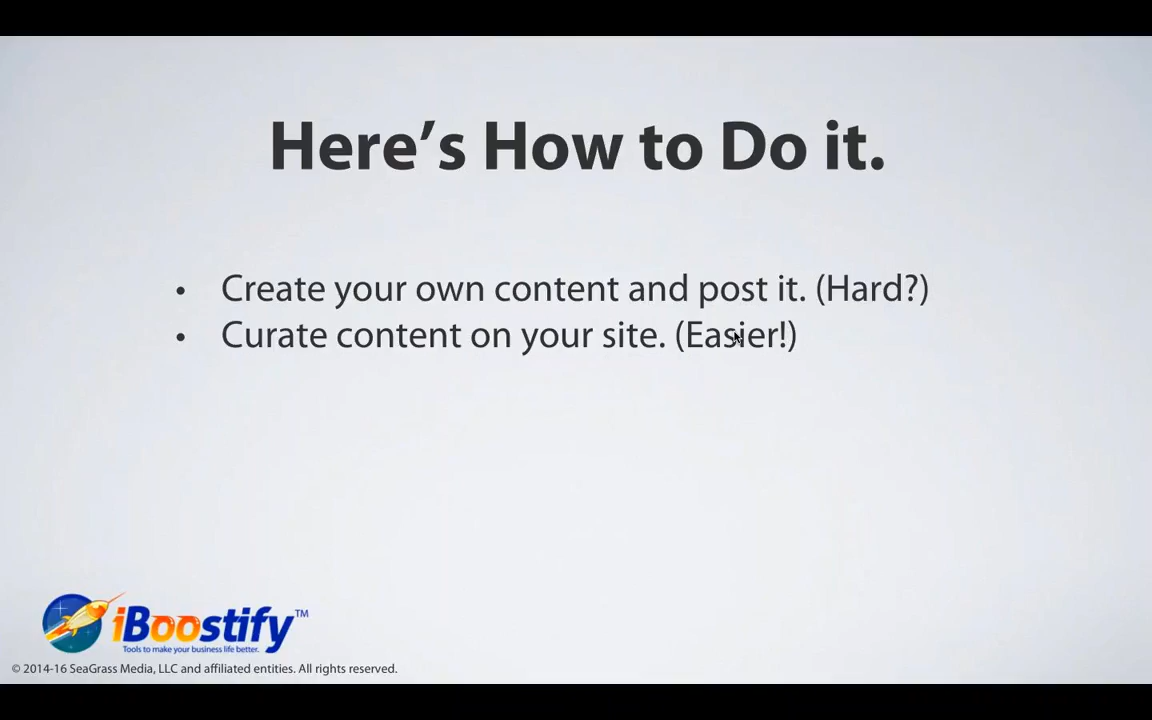 Here’s How to Do it.
• Create your own content and post it. (Hard?)
• Curate content on your site. (Easier!)
iBoostify™
Tools to make your business life better.
© 2014-16 SeaGrass Media, LLC and affiliated entities. All rights reserved.